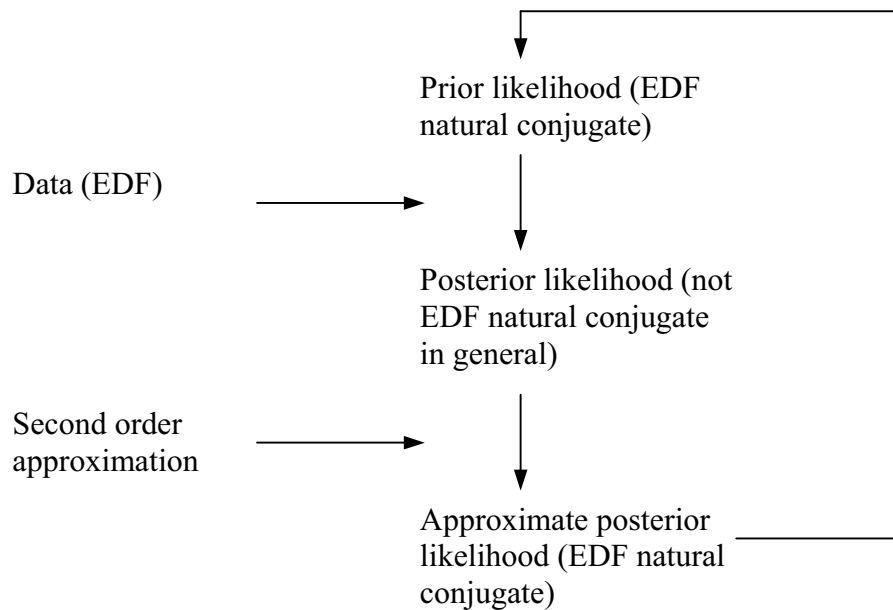 Prior likelihood (EDF
natural conjugate)
Data (EDF)
Posterior likelihood (not
EDF natural conjugate
in general)
Second order
approximation
Approximate posterior
likelihood (EDF natural
conjugate)